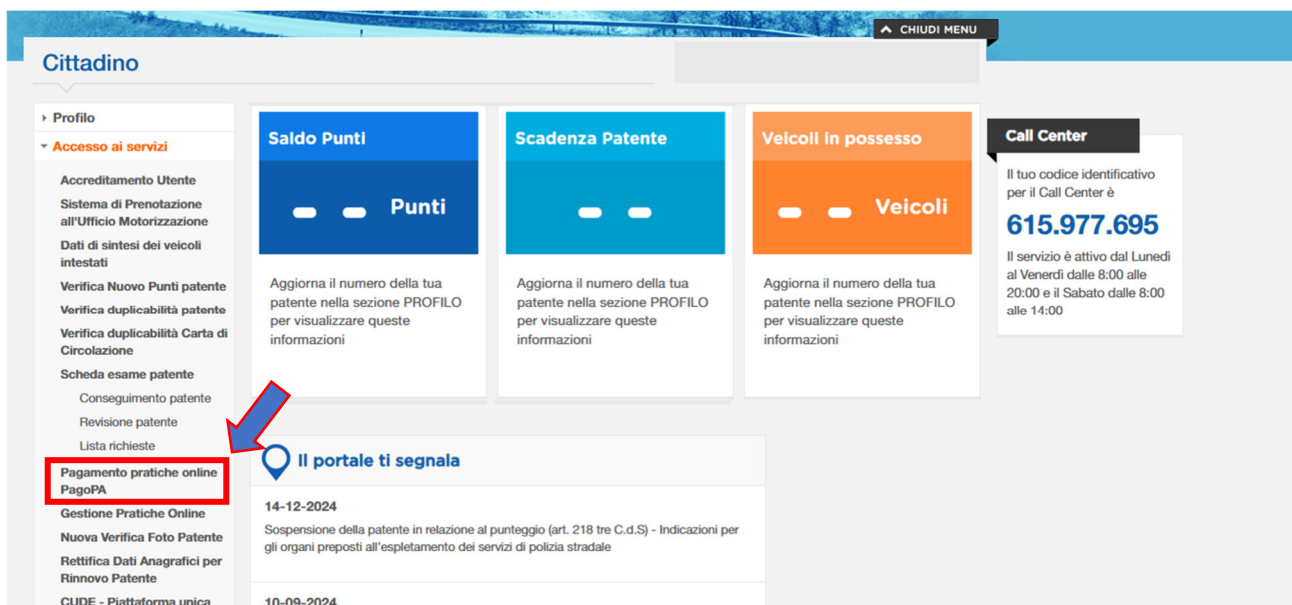 CHIUDI MENU
Cittadino
Profilo
Accesso ai servizi
Accreditamento Utente
Sistema di Prenotazione
all'Ufficio Motorizzazione
Dati di sintesi dei veicoli
intestati
Verifica Nuovo Punti patente
Verifica duplicabilità patente
Verifica duplicabilità Carta di
Circolazione
Scheda esame patente
Conseguimento patente
Revisione patente
Lista richieste
Pagamento pratiche online
PagoPA
Gestione Pratiche Online
Nuova Verifica Foto Patente
Rettifica Dati Anagrafici per
Rinnovo Patente
CUDE - Piattaforma unica
Saldo Punti
-- Punti
Aggiorna il numero della tua
patente nella sezione PROFILO
per visualizzare queste
informazioni
Scadenza Patente
--
Aggiorna il numero della tua
patente nella sezione PROFILO
per visualizzare queste
informazioni
Veicoli in possesso
-- Veicoli
Aggiorna il numero della tua
patente nella sezione PROFILO
per visualizzare queste
informazioni
Call Center
Il tuo codice identificativo
per il Call Center è
615.977.695
Il servizio è attivo dal Lunedì
al Venerdì dalle 8:00 alle
20:00 e il Sabato dalle 8:00
alle 14:00
Il portale ti segnala
14-12-2024
Sospensione della patente in relazione al punteggio (art. 218 tre C.d.S) - Indicazioni per
gli organi preposti all'espletamento dei servizi di polizia stradale
10-09-2024